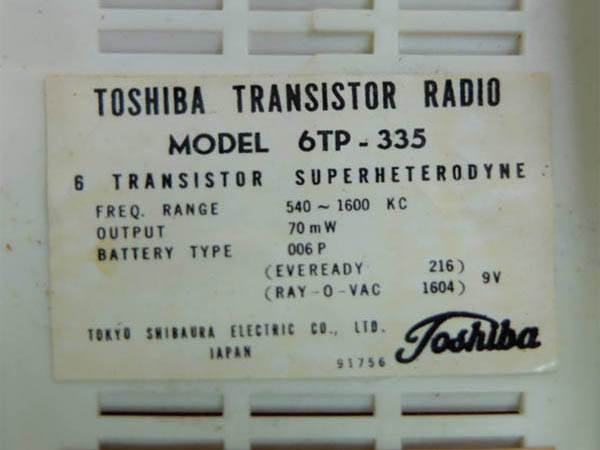 TOSHIBA TRANSISTOR RADIO
MODEL 6TP-335
6 TRANSISTOR SUPERHETERODYNE
FREQ. RANGE 540 ~ 1600 KC
OUTPUT 70 mW
BATTERY TYPE 006 P
(EVEREADY 216)
(RAY-O-VAC 1604) 9V
TOKYO SHIBAURA ELECTRIC CO., LTD.
JAPAN
91756
Toshiba